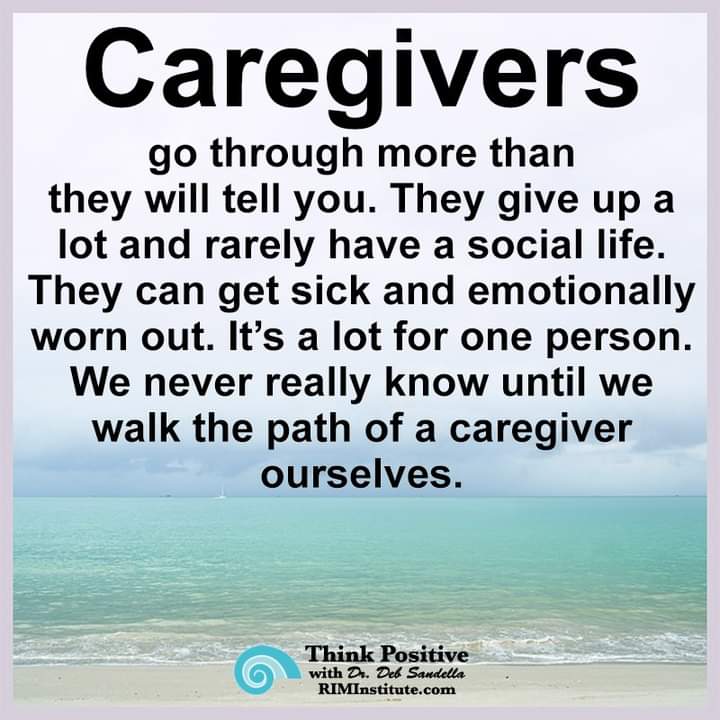 Caregivers
go through more than
they will tell you. They give up a
lot and rarely have a social life.
They can get sick and emotionally
worn out. It’s a lot for one person.
We never really know until we
walk the path of a caregiver
ourselves.
Think Positive
with Dr. Deb Sandella
RIMInstitute.com